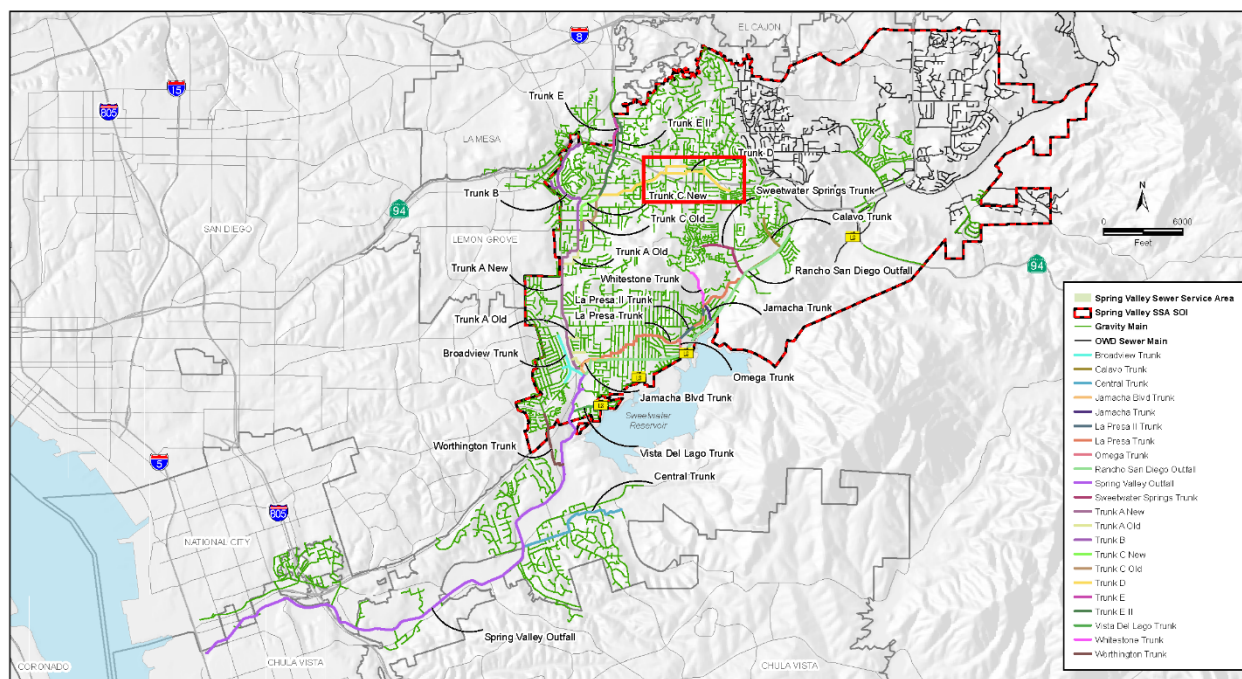 8
EL CAJON
805
15
Trunk E
Trunk E II
LA MESA
Trunk D
Trunk B
Trunk C New
Sweetwater Springs Trunk
94
Trunk C Old
Calavo Trunk
N
0 6000
Feet
SAN DIEGO
LEMON GROVE
Trunk A Old
Trunk A New
Whitestone Trunk
Rancho San Diego Outfall
94
La Presa II Trunk
Jamacha Trunk
Trunk A Old
La Presa Trunk
Broadview Trunk
Omega Trunk
Jamacha Blvd Trunk
Sweetwater
Reservoir
Worthington Trunk
Vista Del Lago Trunk
5
Central Trunk
805
NATIONAL CITY
Spring Valley Outfall
CORONADO
CHULA VISTA
CHULA VISTA
Spring Valley Sewer Service Area
Spring Valley SSA SOI
Gravity Main
OWD Sewer Main
Broadview Trunk
Calavo Trunk
Central Trunk
Jamacha Blvd Trunk
Jamacha Trunk
La Presa II Trunk
La Presa Trunk
Omega Trunk
Rancho San Diego Outfall
Spring Valley Outfall
Sweetwater Springs Trunk
Trunk A New
Trunk A Old
Trunk B
Trunk C New
Trunk C Old
Trunk D
Trunk E
Trunk E II
Vista Del Lago Trunk
Whitestone Trunk
Worthington Trunk